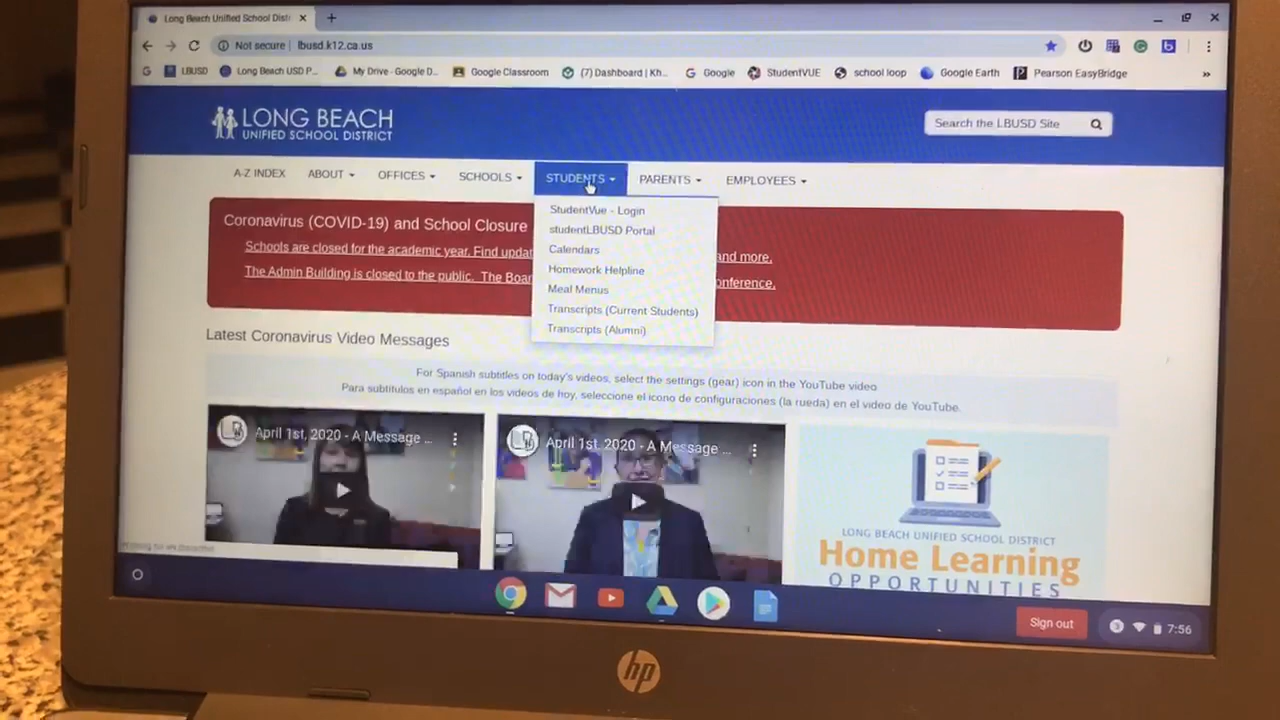 Long Beach Unified School Distri
Not secure | lbusd.k12.ca.us
G LBUSD Long Beach USD P... My Drive - Google D... Google Classroom (7) Dashboard | Kh... G Google StudentVUE school loop Google Earth Pearson EasyBridge »
LONG BEACH
UNIFIED SCHOOL DISTRICT
Search the LBUSD Site
A-Z INDEX ABOUT OFFICES SCHOOLS STUDENTS PARENTS EMPLOYEES
StudentVue - Login
studentLBUSD Portal
Calendars
Homework Helpline
Meal Menus
Transcripts (Current Students)
Transcripts (Alumni)
Coronavirus (COVID-19) and School Closure
Schools are closed for the academic year. Find updat and more.
The Admin Building is closed to the public. The Boar onference.
Latest Coronavirus Video Messages
For Spanish subtitles on today's videos, select the settings (gear) icon in the YouTube video
Para subtitulos en español en los videos de hoy, seleccione el icono de configuraciones (la rueda) en el video de YouTube.
April 1st, 2020 - A Message ...
April 1st, 2020 - A Message ...
LONG BEACH UNIFIED SCHOOL DISTRICT
Home Learning
OPPORTUNITIES
Sign out
3 7:56
hp